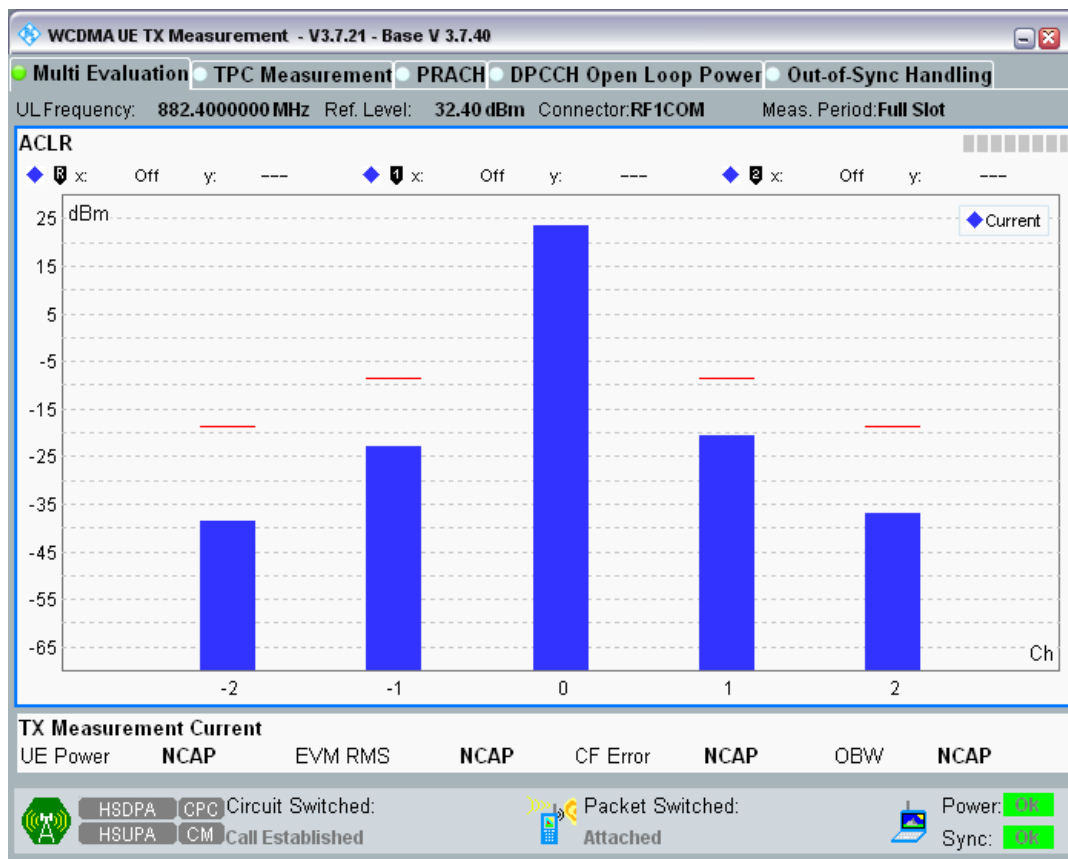 WCDMA UE TX Measurement - V3.7.21 - Base V 3.7.40
Multi Evaluation TPC Measurement PRACH DPCCH Open Loop Power Out-of-Sync Handling
UL Frequency: 882.4000000 MHz Ref. Level: 32.40 dBm Connector:RF1COM Meas. Period:Full Slot
ACLR
R x: Off y: --- 1 x: Off y: --- 2 x: Off y: ---
dBm
Current
25
15
5
-5
-15
-25
-35
-45
-55
-65
Ch
-2 -1 0 1 2
TX Measurement Current
UE Power NCAP EVM RMS NCAP CF Error NCAP OBW NCAP
HSDPA CPC Circuit Switched: Packet Switched: Power: Ok
HSUPA CM Call Established Attached Sync: Ok